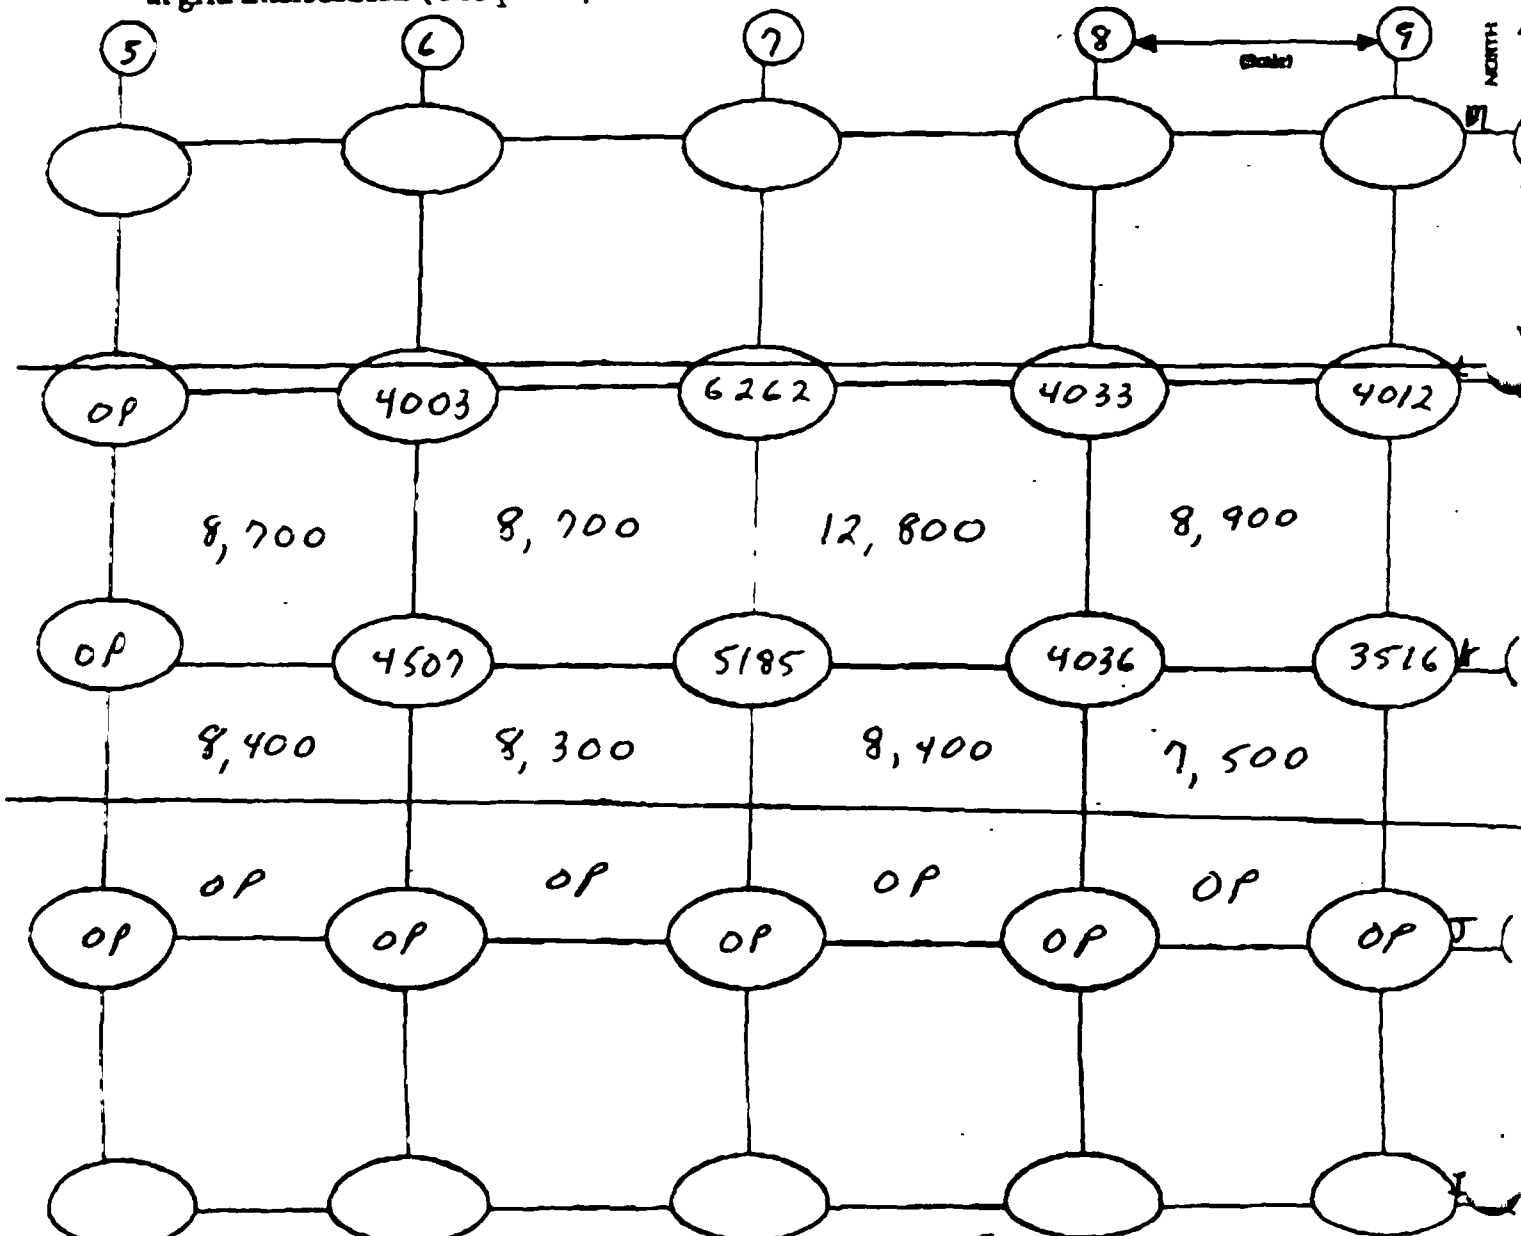 5 6 7 8 9
(Scale)
NORTH
M
OP 4003 6262 4033 4012 L
8,700 8,700 12,800 8,900
OP 4507 5185 4036 3516 K
8,400 8,300 8,400 7,500
OP OP OP OP
OP OP OP OP OP J
I